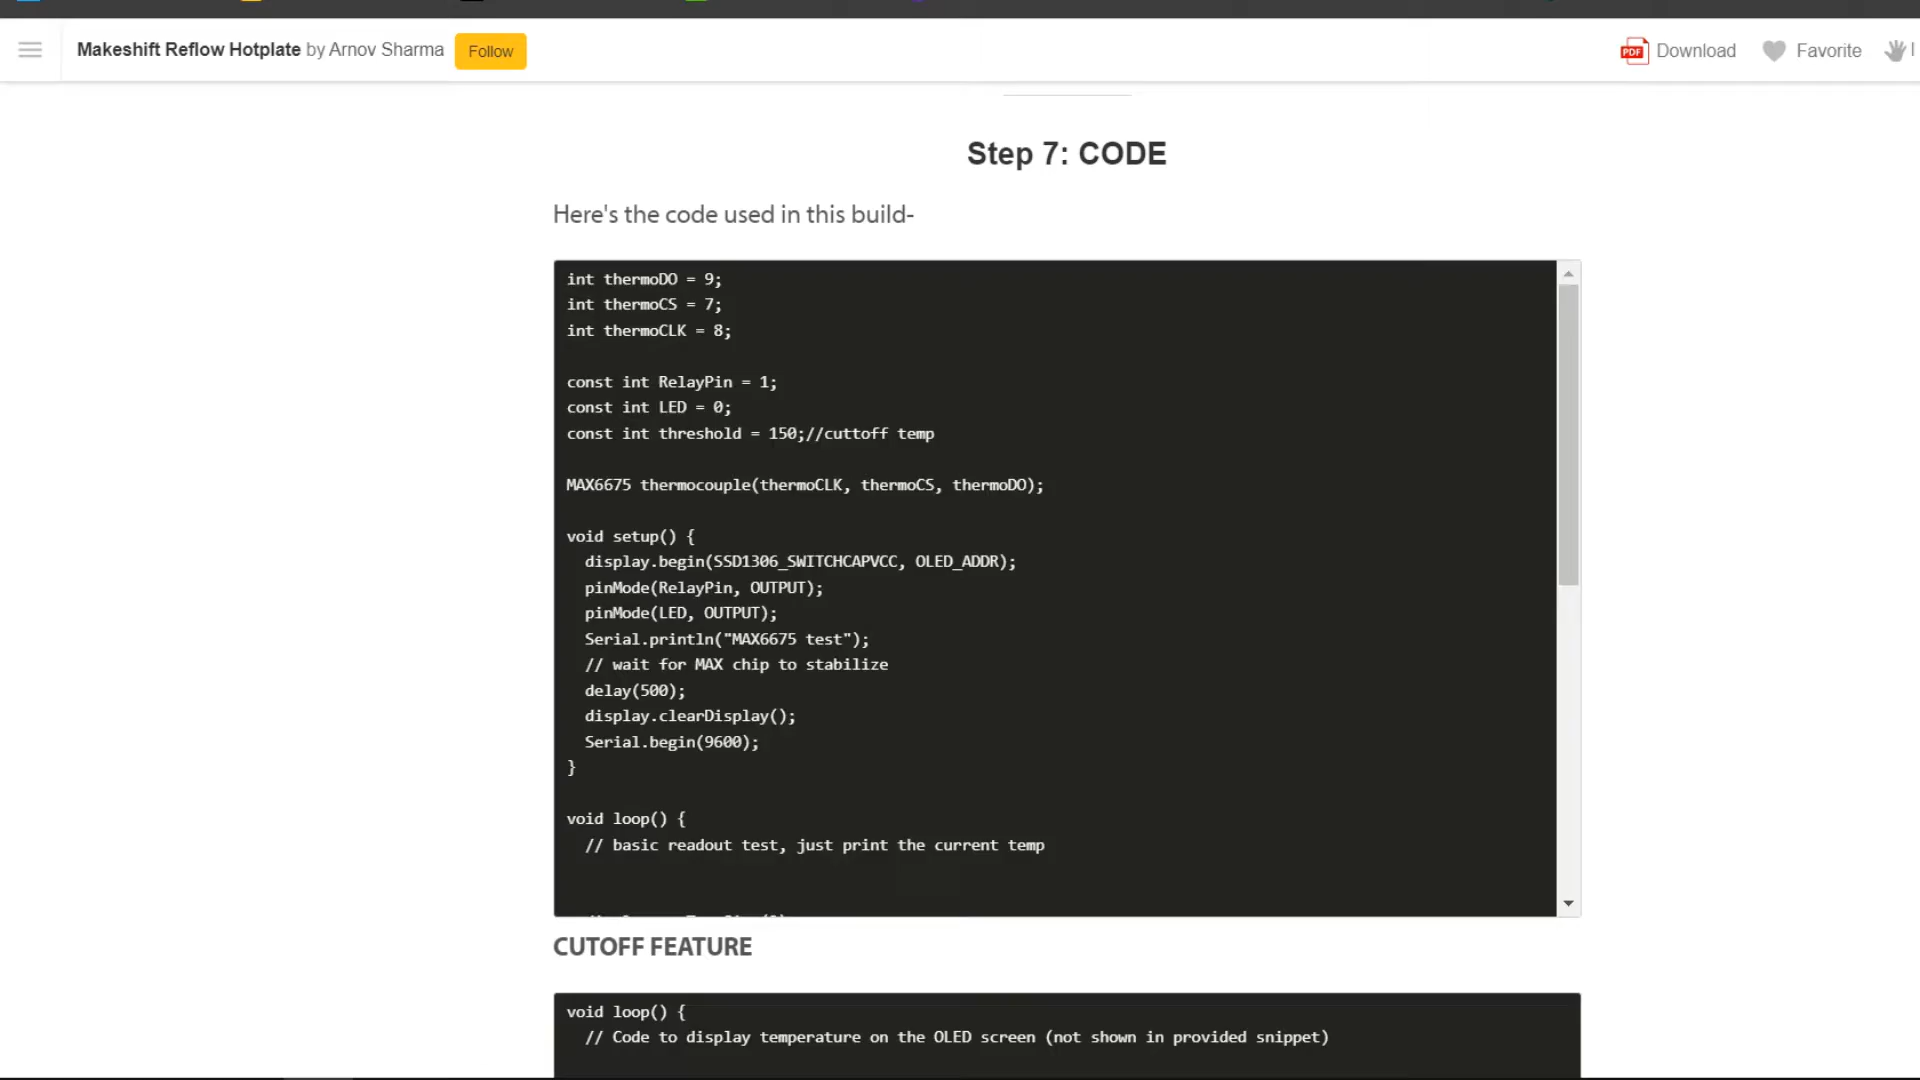 Makeshift Reflow Hotplate by Arnov Sharma Follow
PDF Download Favorite I
Step 7: CODE
Here's the code used in this build-
int thermoDO = 9;
int thermoCS = 7;
int thermoCLK = 8;
const int RelayPin = 1;
const int LED = 0;
const int threshold = 150;//cuttoff temp
MAX6675 thermocouple(thermoCLK, thermoCS, thermoDO);
void setup() {
display.begin(SSD1306_SWITCHCAPVCC, OLED_ADDR);
pinMode(RelayPin, OUTPUT);
pinMode(LED, OUTPUT);
Serial.println("MAX6675 test");
// wait for MAX chip to stabilize
delay(500);
display.clearDisplay();
Serial.begin(9600);
}
void loop() {
// basic readout test, just print the current temp
CUTOFF FEATURE
void loop() {
// Code to display temperature on the OLED screen (not shown in provided snippet)